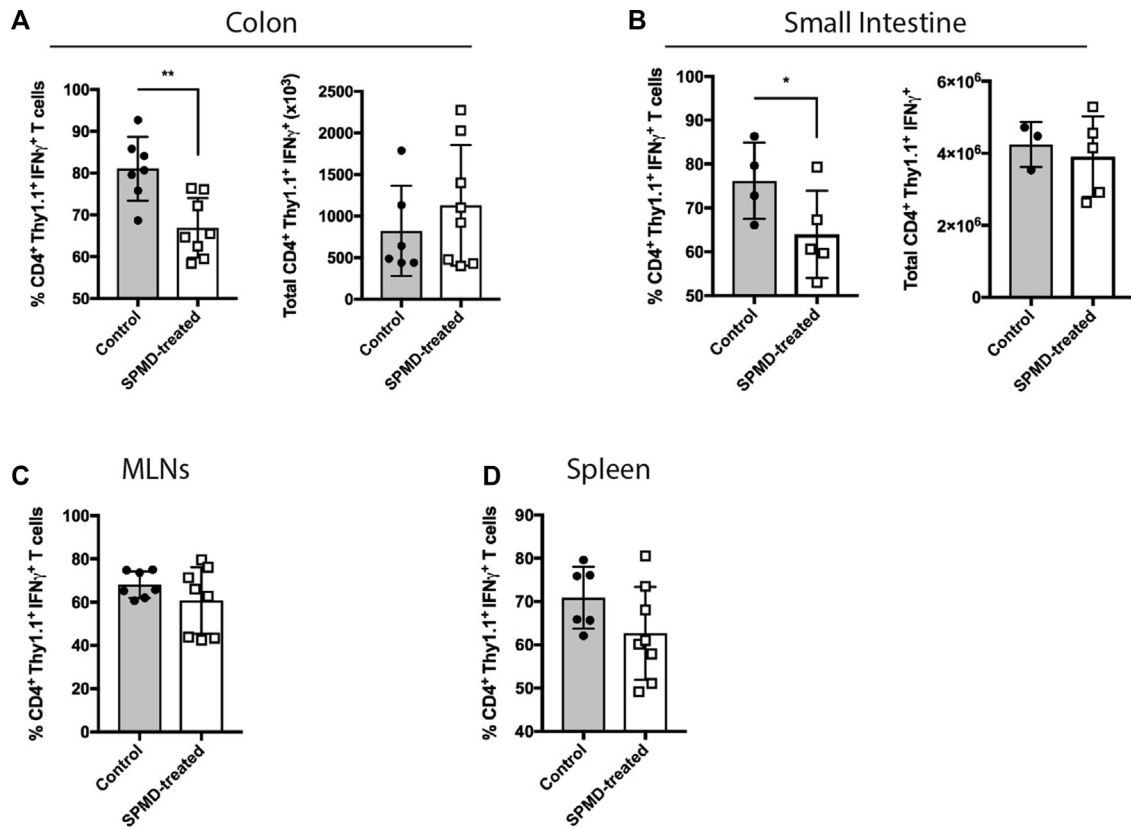 A
Colon
% CD4⁺ Thy1.1⁺ IFNγ⁺ T cells
100
90
80
70
60
50
**
Control
SPMD-treated
Total CD4⁺ Thy1.1⁺ IFNγ⁺ (x10³)
2500
2000
1500
1000
500
0
Control
SPMD-treated
B
Small Intestine
% CD4⁺ Thy1.1⁺ IFNγ⁺ T cells
100
90
80
70
60
50
*
Control
SPMD-treated
Total CD4⁺ Thy1.1⁺ IFNγ⁺
6×10⁶
4×10⁶
2×10⁶
0
Control
SPMD-treated
C
MLNs
% CD4⁺ Thy1.1⁺ IFNγ⁺ T cells
100
80
60
40
20
0
Control
SPMD-treated
D
Spleen
% CD4⁺ Thy1.1⁺ IFNγ⁺ T cells
90
80
70
60
50
40
Control
SPMD-treated